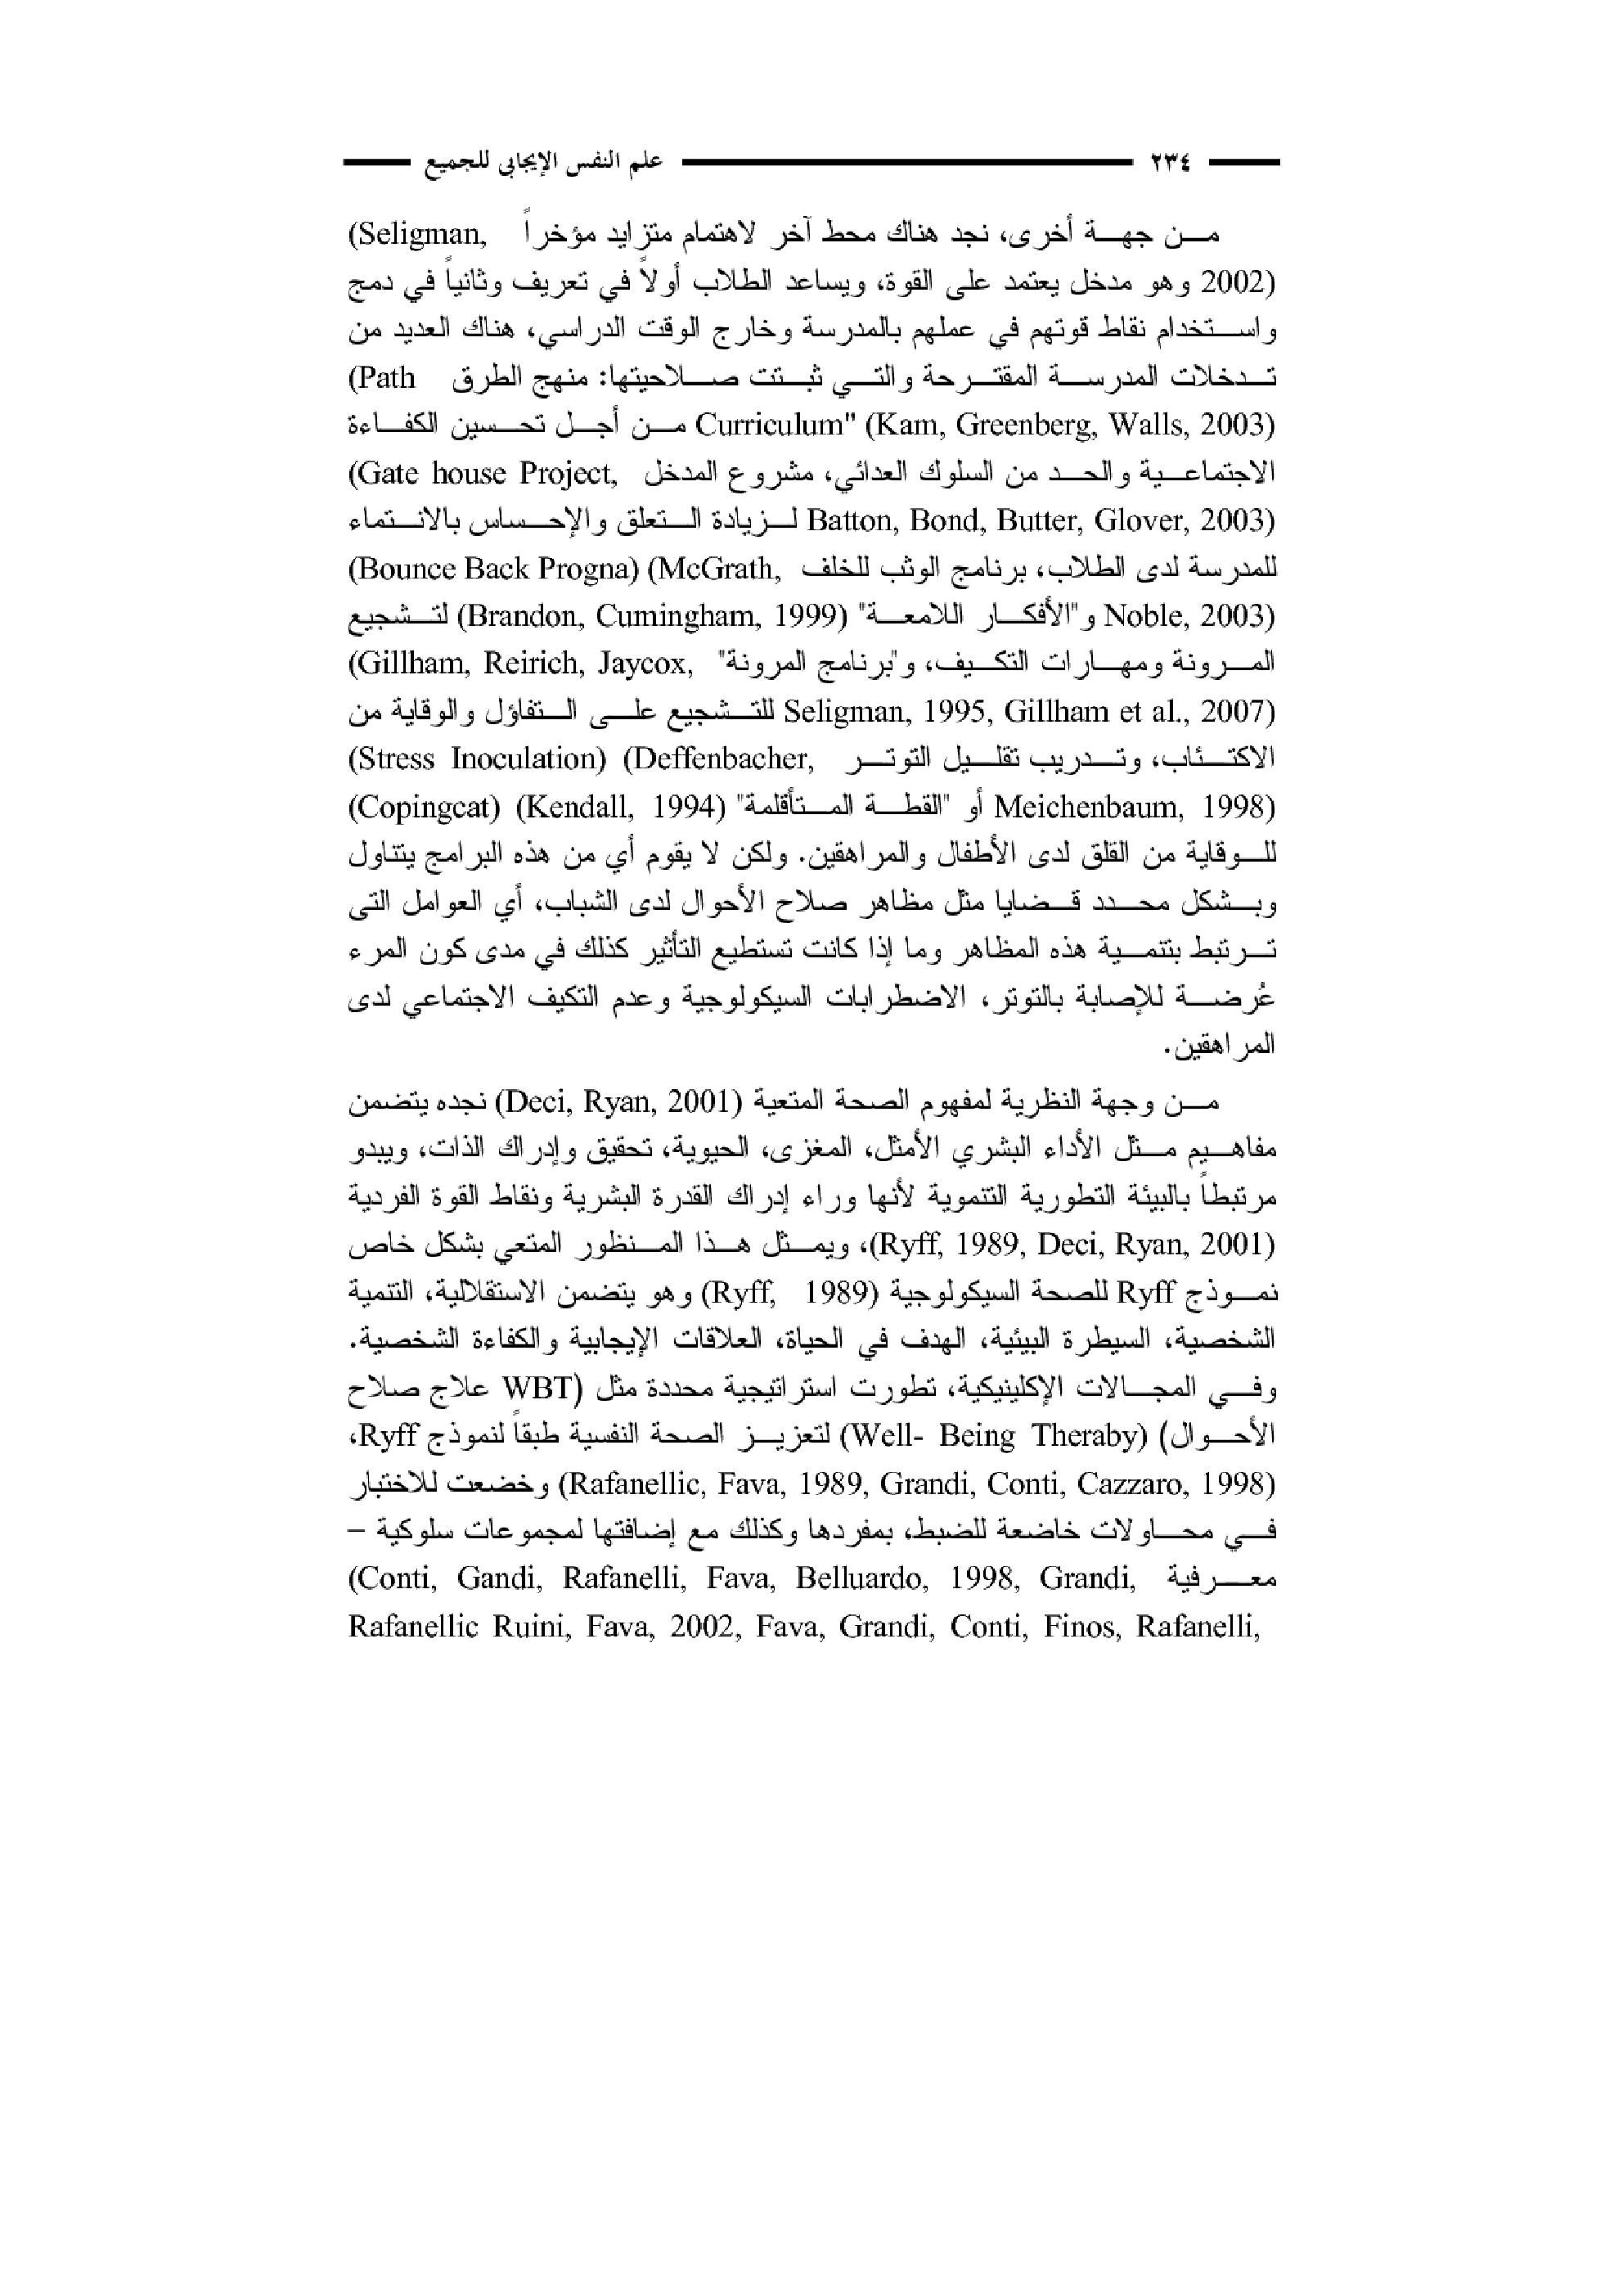 ٢٣٤ علم النفس الإيجابي للجميع
من جهة أخرى، نجد هناك محط آخر لاهتمام متزايد مؤخراً (Seligman,
2002) وهو مدخل يعتمد على القوة، ويساعد الطلاب أولاً في تعريف وثانياً في دمج
واستخدام نقاط قوتهم في عملهم بالمدرسة وخارج الوقت الدراسي، هناك العديد من
تدخلات المدرسة المقترحة والتي ثبتت صلاحيتها: منهج الطرق (Path
Curriculum" (Kam, Greenberg, Walls, 2003) من أجل تحسين الكفاءة
الاجتماعية والحد من السلوك العدائي، مشروع المدخل (Gate house Project,
Batton, Bond, Butter, Glover, 2003) لزيادة التعلق والإحساس بالانتماء
للمدرسة لدى الطلاب، برنامج الوثب للخلف (Bounce Back Progna) (McGrath,
Noble, 2003) و"الأفكار اللامعة" (Brandon, Cumingham, 1999) لتشجيع
المرونة ومهارات التكيف، و"برنامج المرونة" (Gillham, Reirich, Jaycox,
Seligman, 1995, Gillham et al., 2007) للتشجيع على التفاؤل والوقاية من
الاكتئاب، وتدريب تقليل التوتر (Stress Inoculation) (Deffenbacher,
Meichenbaum, 1998) أو "القطة المتأقلمة" (Copingcat) (Kendall, 1994)
للوقاية من القلق لدى الأطفال والمراهقين. ولكن لا يقوم أي من هذه البرامج يتناول
وبشكل محدد قضايا مثل مظاهر صلاح الأحوال لدى الشباب، أي العوامل التى
ترتبط بتنمية هذه المظاهر وما إذا كانت تستطيع التأثير كذلك في مدى كون المرء
عُرضة للإصابة بالتوتر، الاضطرابات السيكولوجية وعدم التكيف الاجتماعي لدى
المراهقين.
من وجهة النظرية لمفهوم الصحة المتعية (Deci, Ryan, 2001) نجده يتضمن
مفاهيم مثل الأداء البشري الأمثل، المغزى، الحيوية، تحقيق وإدراك الذات، ويبدو
مرتبطاً بالبيئة التطورية التنموية لأنها وراء إدراك القدرة البشرية ونقاط القوة الفردية
(Ryff, 1989, Deci, Ryan, 2001)، ويمثل هذا المنظور المتعي بشكل خاص
نموذج Ryff للصحة السيكولوجية (Ryff, 1989) وهو يتضمن الاستقلالية، التنمية
الشخصية، السيطرة البيئية، الهدف في الحياة، العلاقات الإيجابية والكفاءة الشخصية.
وفي المجالات الإكلينيكية، تطورت استراتيجية محددة مثل (WBT علاج صلاح
الأحوال) (Well- Being Theraby) لتعزيز الصحة النفسية طبقاً لنموذج Ryff،
(Rafanellic, Fava, 1989, Grandi, Conti, Cazzaro, 1998) وخضعت للاختبار
في محاولات خاضعة للضبط، بمفردها وكذلك مع إضافتها لمجموعات سلوكية –
معرفية (Conti, Gandi, Rafanelli, Fava, Belluardo, 1998, Grandi,
Rafanellic Ruini, Fava, 2002, Fava, Grandi, Conti, Finos, Rafanelli,